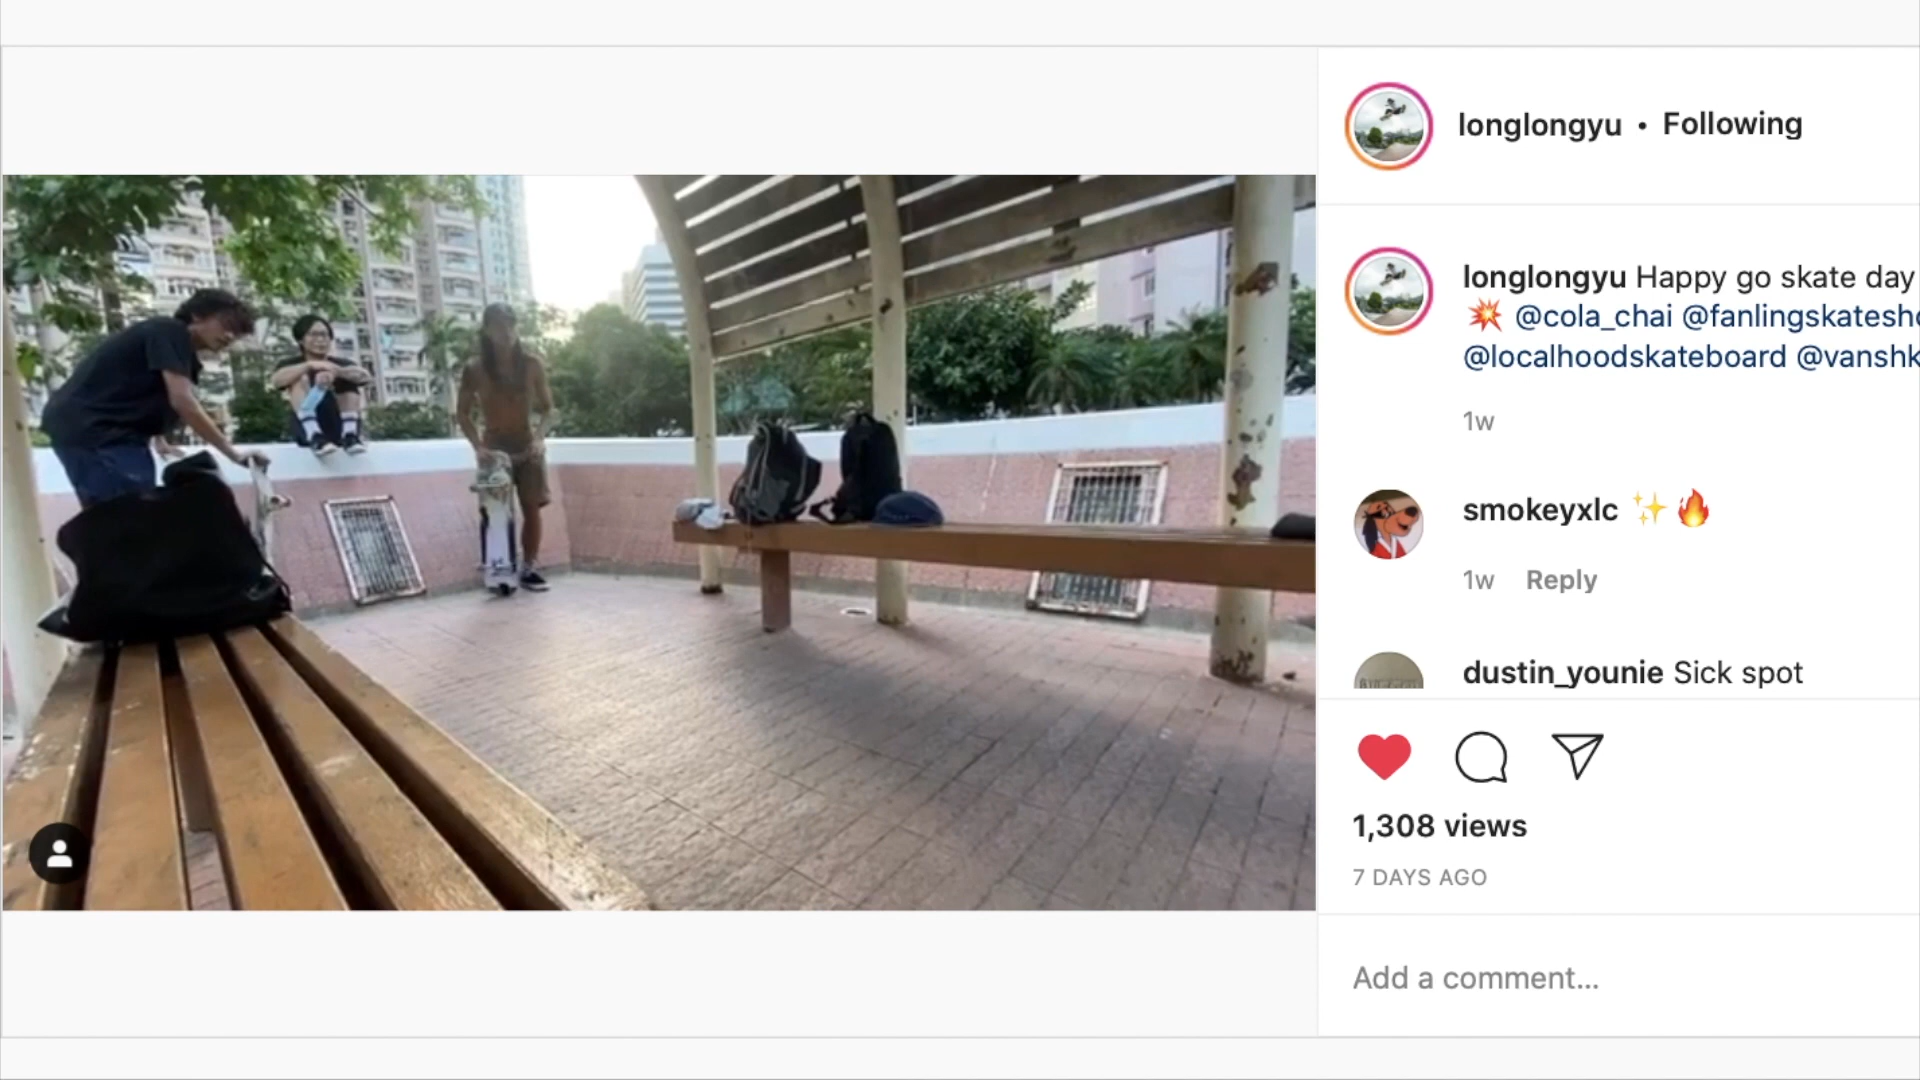 longlongyu • Following
longlongyu Happy go skate day
💥 @cola_chai @fanlingskatesho
@localhoodskateboard @vanshk
1w
smokeyxlc ✨🔥
1w Reply
dustin_younie Sick spot
1,308 views
7 DAYS AGO
Add a comment...